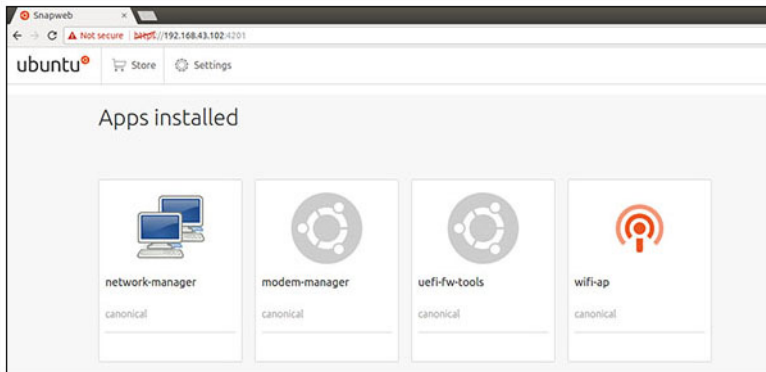 Snapweb
Not secure | https://192.168.43.102:4201
ubuntu Store Settings
Apps installed
network-manager modem-manager uefi-fw-tools wifi-ap
canonical canonical canonical canonical